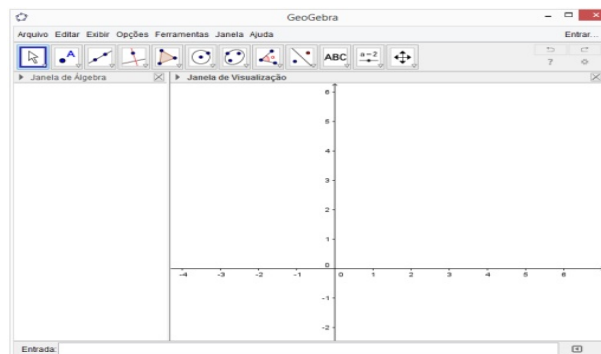 GeoGebra
Arquivo Editar Exibir Opções Ferramentas Janela Ajuda Entrar...
A ABC a=2 ?
Janela de Álgebra Janela de Visualização
6
5
4
3
2
1
0
-4 -3 -2 -1 0 1 2 3 4 5 6
-1
-2
Entrada: